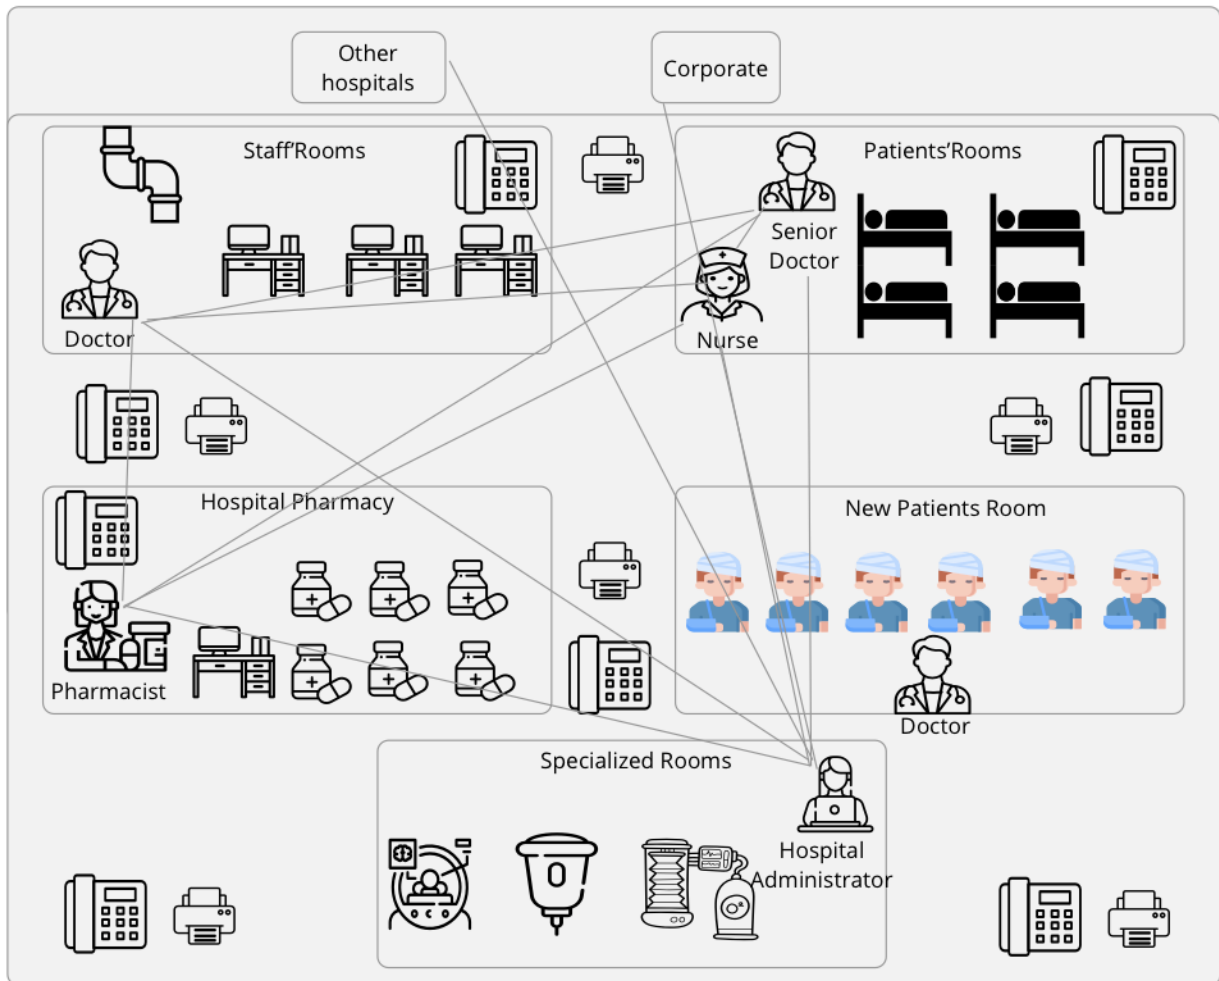 Other
hospitals
Corporate
Staff'Rooms
Patients'Rooms
Senior
Doctor
Doctor
Nurse
Hospital Pharmacy
New Patients Room
Pharmacist
Doctor
Specialized Rooms
Hospital
Administrator